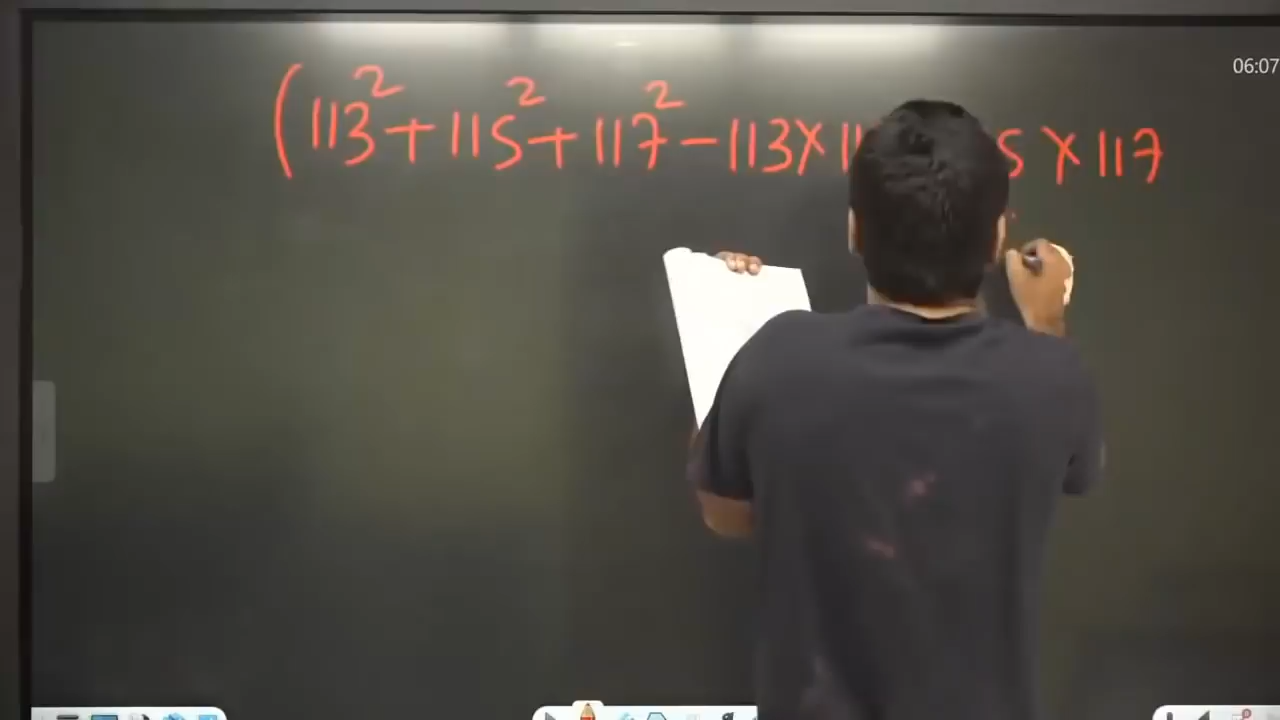 06:07
(113² + 115² + 117² - 113 × 11 5 × 117